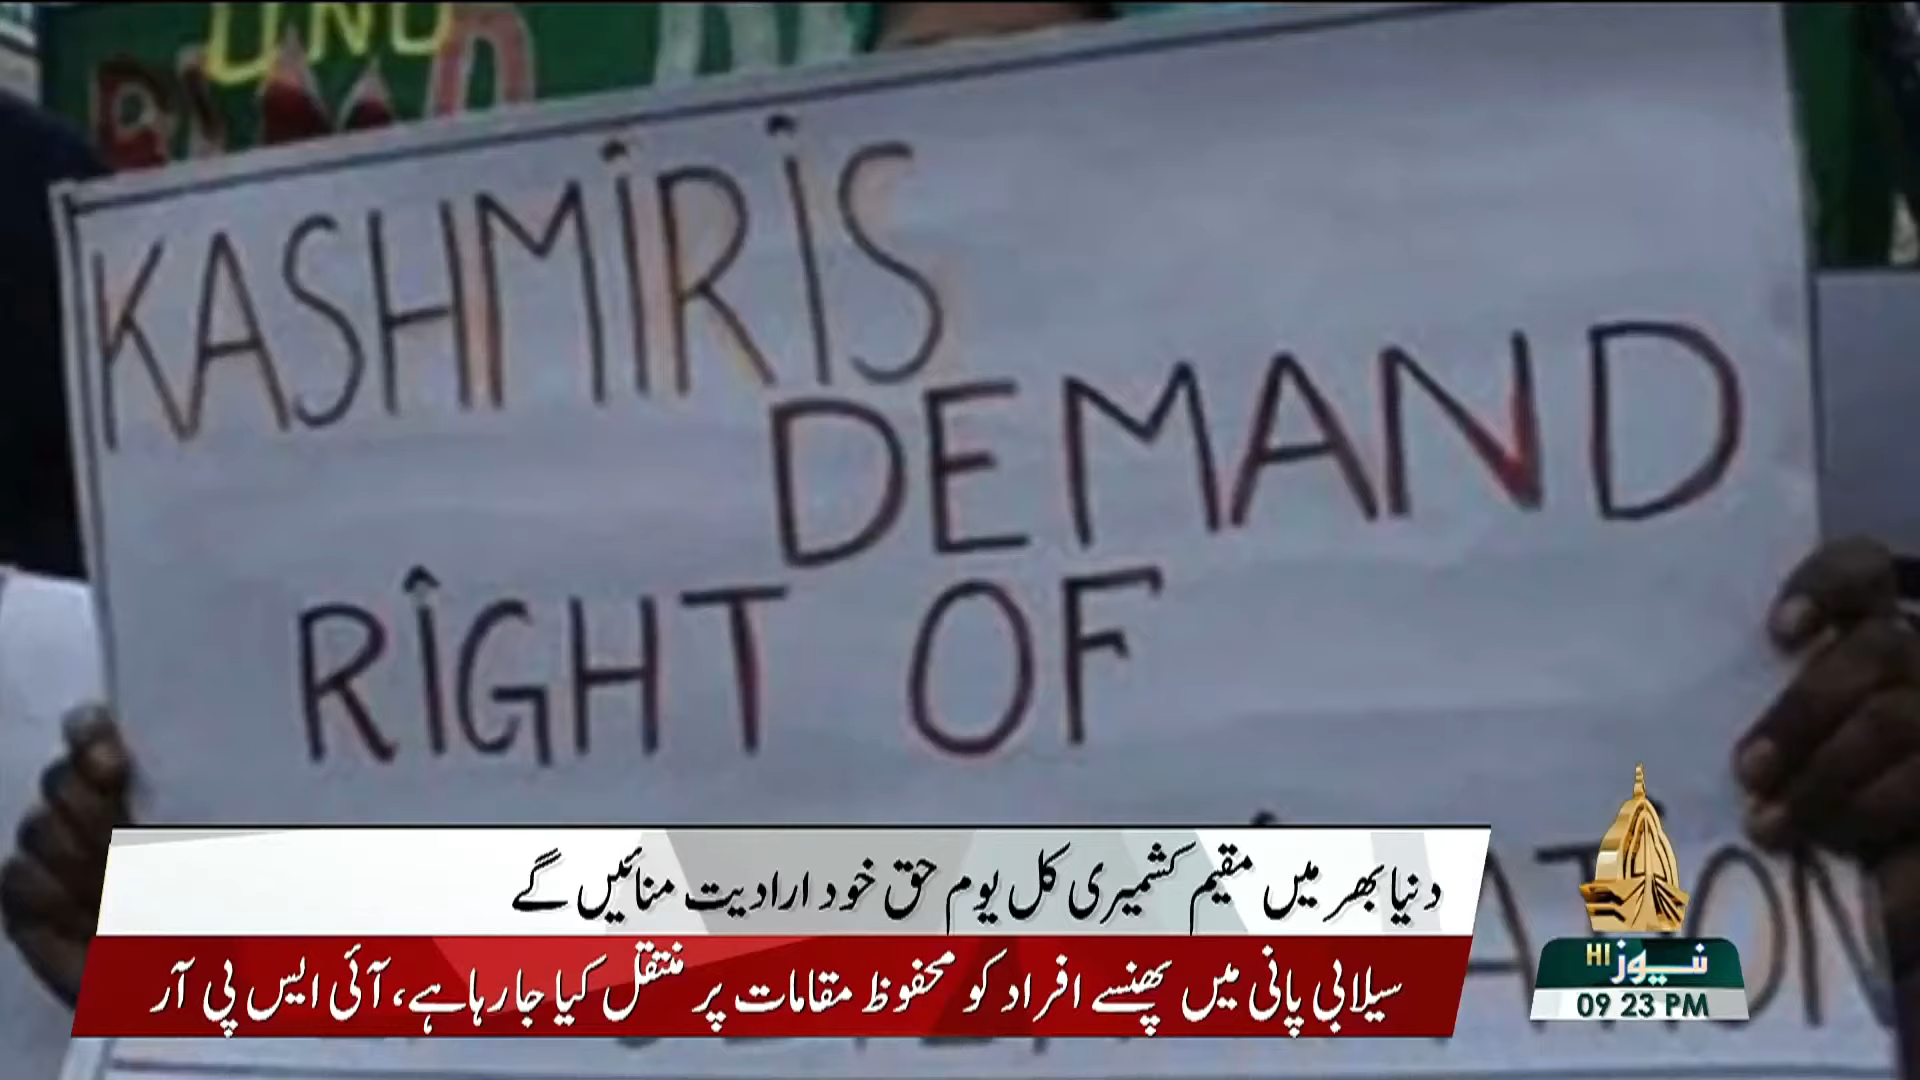 KASHMIRIS
DEMAND
RIGHT OF
دنیا بھر میں مقیم کشمیری کل یوم حق خود ارادیت منائیں گے
سیلابی پانی میں پھنسے افراد کو محفوظ مقامات پر منتقل کیا جا رہا ہے، آئی ایس پی آر
HI نیوز
09 23 PM